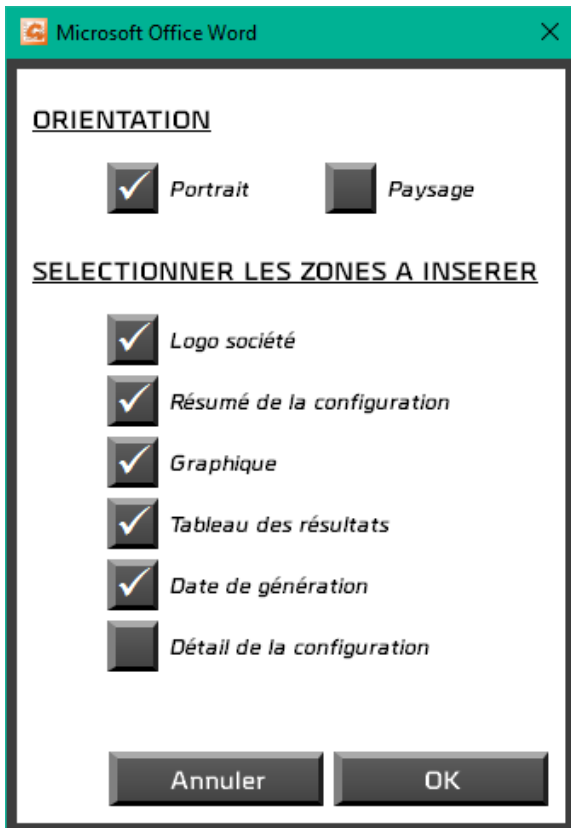 Microsoft Office Word
ORIENTATION
Portrait Paysage
SELECTIONNER LES ZONES A INSERER
Logo société
Résumé de la configuration
Graphique
Tableau des résultats
Date de génération
Détail de la configuration
Annuler OK